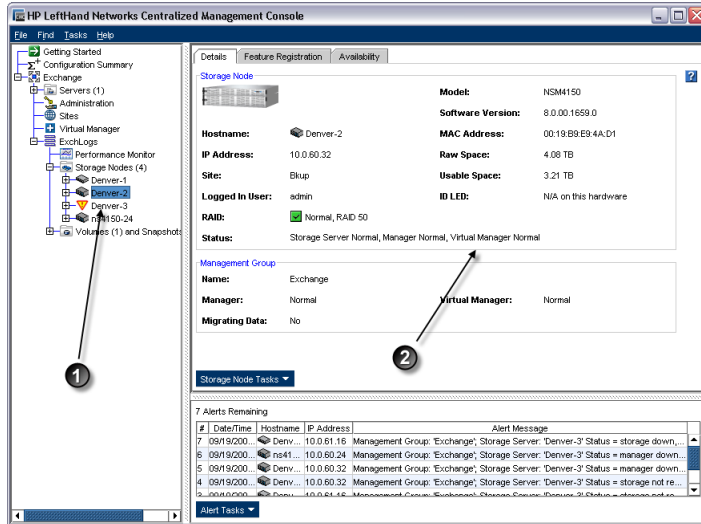 HP LeftHand Networks Centralized Management Console
File Find Tasks Help
Getting Started
Configuration Summary
Exchange
Servers (1)
Administration
Sites
Virtual Manager
ExchLogs
Performance Monitor
Storage Nodes (4)
Denver-1
Denver-2
Denver-3
Volumes (1) and Snapshots
1
Details Feature Registration Availability
Storage Node
Model: NSM4150
Software Version: 8.0.00.1659.0
Hostname: Denver-2 MAC Address: 00:19:B9:E9:4A:D1
IP Address: 10.0.60.32 Raw Space: 4.08 TB
Site: Bkup Usable Space: 3.21 TB
Logged In User: admin ID LED: N/A on this hardware
RAID: Normal, RAID 50
Status: Storage Server Normal, Manager Normal, Virtual Manager Normal
Management Group
Name: Exchange
Manager: Normal Virtual Manager: Normal
Migrating Data: No
2
Storage Node Tasks
7 Alerts Remaining
# Date/Time Hostname IP Address Alert Message
7 09/19/200... Denv... 10.0.61.16 Management Group: 'Exchange'; Storage Server: 'Denver-3' Status = storage down,...
6 09/19/200... ns41... 10.0.60.24 Management Group: 'Exchange'; Storage Server: 'Denver-3' Status = manager down...
5 09/19/200... Denv... 10.0.60.32 Management Group: 'Exchange'; Storage Server: 'Denver-3' Status = manager down...
4 09/19/200... Denv... 10.0.60.32 Management Group: 'Exchange'; Storage Server: 'Denver-3' Status = storage not re...
Alert Tasks